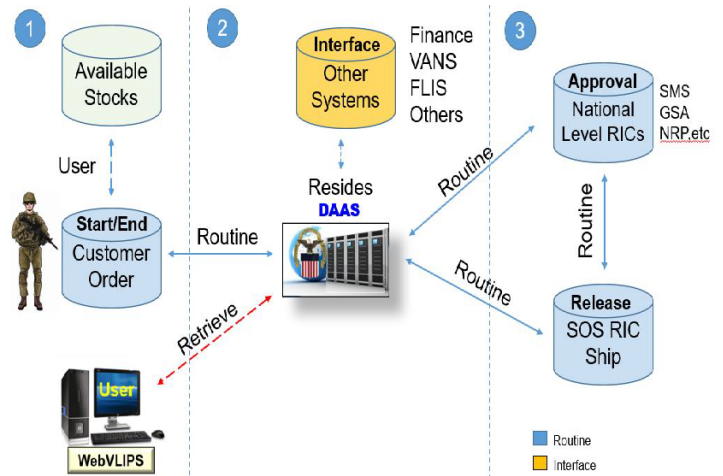 1
Available
Stocks
User
Start/End
Customer
Order
Routine
Retrieve
User
WebVLIPS
2
Interface
Other
Systems
Finance
VANS
FLIS
Others
Resides
DAAS
3
Approval
National
Level RICs
SMS
GSA
NRP,etc
Routine
Routine
Routine
Release
SOS RIC
Ship
Routine
Interface